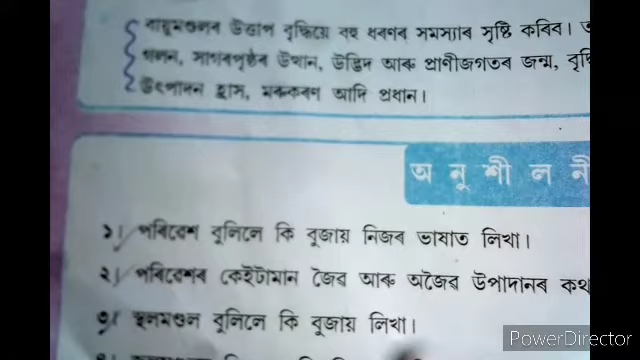 বায়ুমণ্ডলৰ উত্তাপ বৃদ্ধিয়ে বহু ধৰণৰ সমস্যাৰ সৃষ্টি কৰিব।
গলন, সাগৰপৃষ্ঠৰ উত্থান, উদ্ভিদ আৰু প্ৰাণীজগতৰ জন্ম,
উৎপাদন হ্ৰাস, মৰুকৰণ আদি প্ৰধান।
অনুশীলনী
১। পৰিৱেশ বুলিলে কি বুজায় নিজৰ ভাষাত লিখা।
২। পৰিৱেশৰ কেইটামান জৈৱ আৰু অজৈৱ উপাদানৰ
৩। স্থলমণ্ডল বুলিলে কি বুজায় লিখা।
PowerDirector